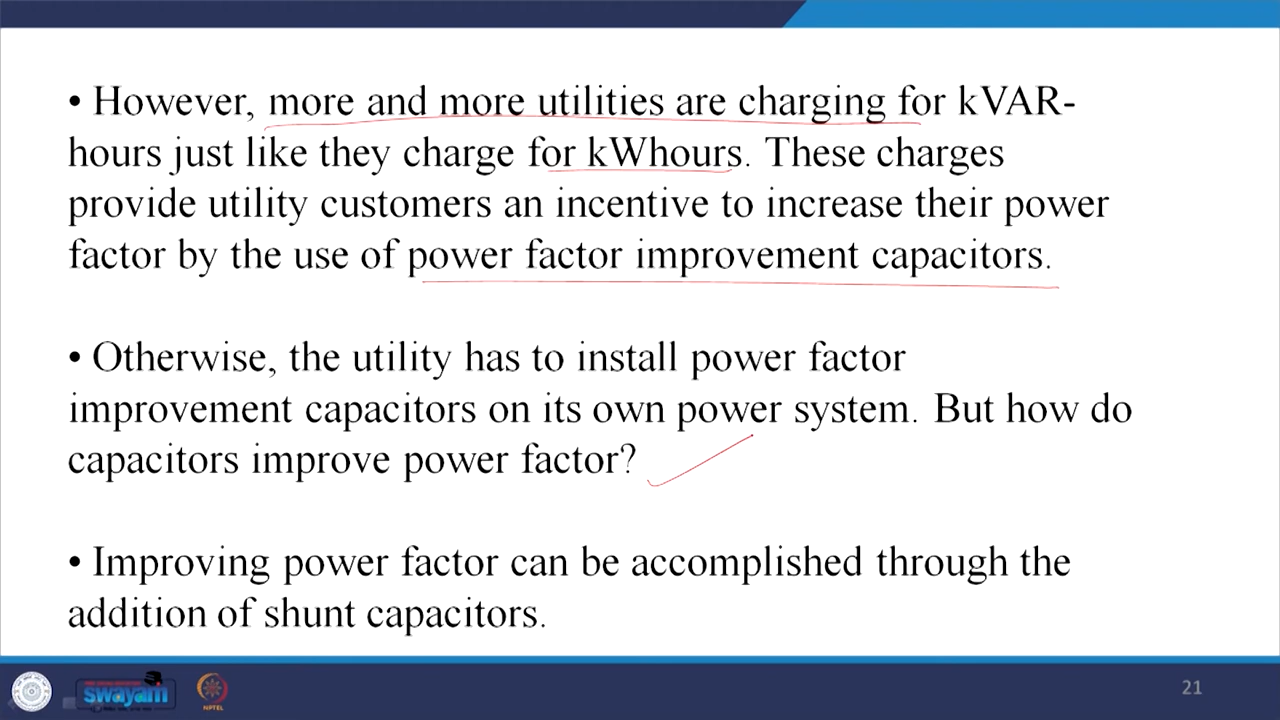 • However, more and more utilities are charging for kVAR-
hours just like they charge for kWhours. These charges
provide utility customers an incentive to increase their power
factor by the use of power factor improvement capacitors.
• Otherwise, the utility has to install power factor
improvement capacitors on its own power system. But how do
capacitors improve power factor?
• Improving power factor can be accomplished through the
addition of shunt capacitors.
swayam
NPTEL
21